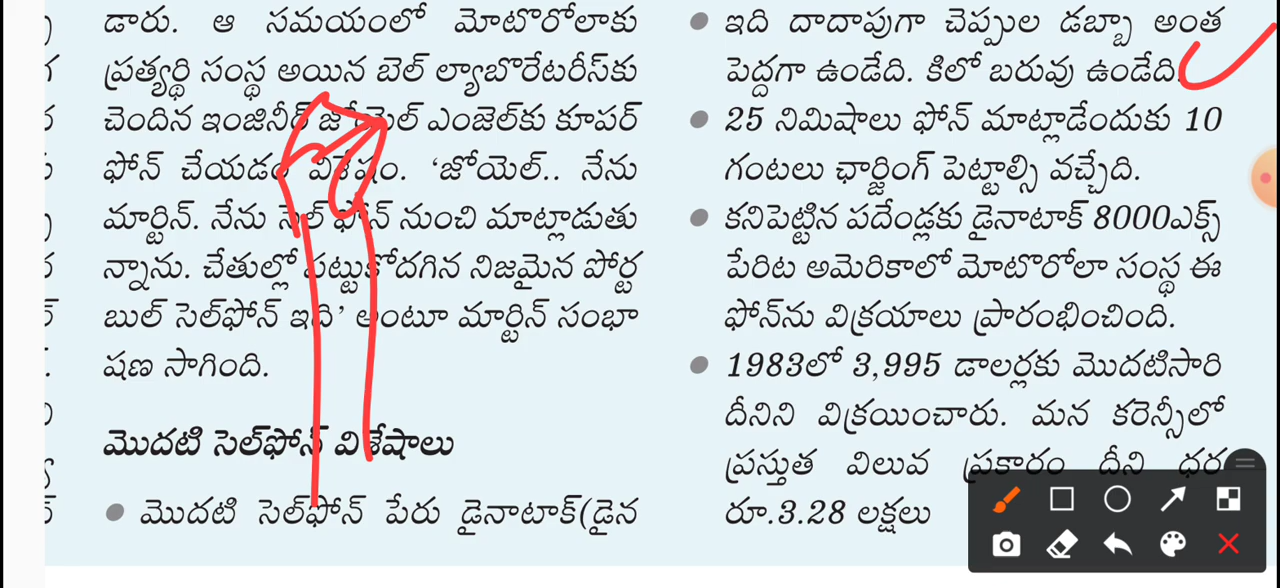 డారు. ఆ సమయంలో మోటొరోలాకు
ప్రత్యర్థి సంస్థ అయిన బెల్ ల్యాబొరేటరీస్‌కు
చెందిన ఇంజినీర్ జోయెల్ ఎంజెల్‌కు కూపర్
ఫోన్ చేయడం విశేషం. ‘జోయెల్.. నేను
మార్టిన్. నేను సెల్ ఫోన్ నుంచి మాట్లాడుతు
న్నాను. చేతుల్లో పట్టుకోదగిన నిజమైన పోర్ట
బుల్ సెల్‌ఫోన్ ఇది’ అంటూ మార్టిన్ సంభా
షణ సాగింది.
మొదటి సెల్‌ఫోన్ విశేషాలు
● మొదటి సెల్‌ఫోన్ పేరు డైనాటాక్(డైన
● ఇది దాదాపుగా చెప్పుల డబ్బా అంత
పెద్దగా ఉండేది. కిలో బరువు ఉండేది.
● 25 నిమిషాలు ఫోన్ మాట్లాడేందుకు 10
గంటలు ఛార్జింగ్ పెట్టాల్సి వచ్చేది.
● కనిపెట్టిన పదేండ్లకు డైనాటాక్ 8000ఎక్స్
పేరిట అమెరికాలో మోటొరోలా సంస్థ ఈ
ఫోన్‌ను విక్రయాలు ప్రారంభించింది.
● 1983లో 3,995 డాలర్లకు మొదటిసారి
దీనిని విక్రయించారు. మన కరెన్సీలో
ప్రస్తుత విలువ ప్రకారం దీని ధర
రూ.3.28 లక్షలు